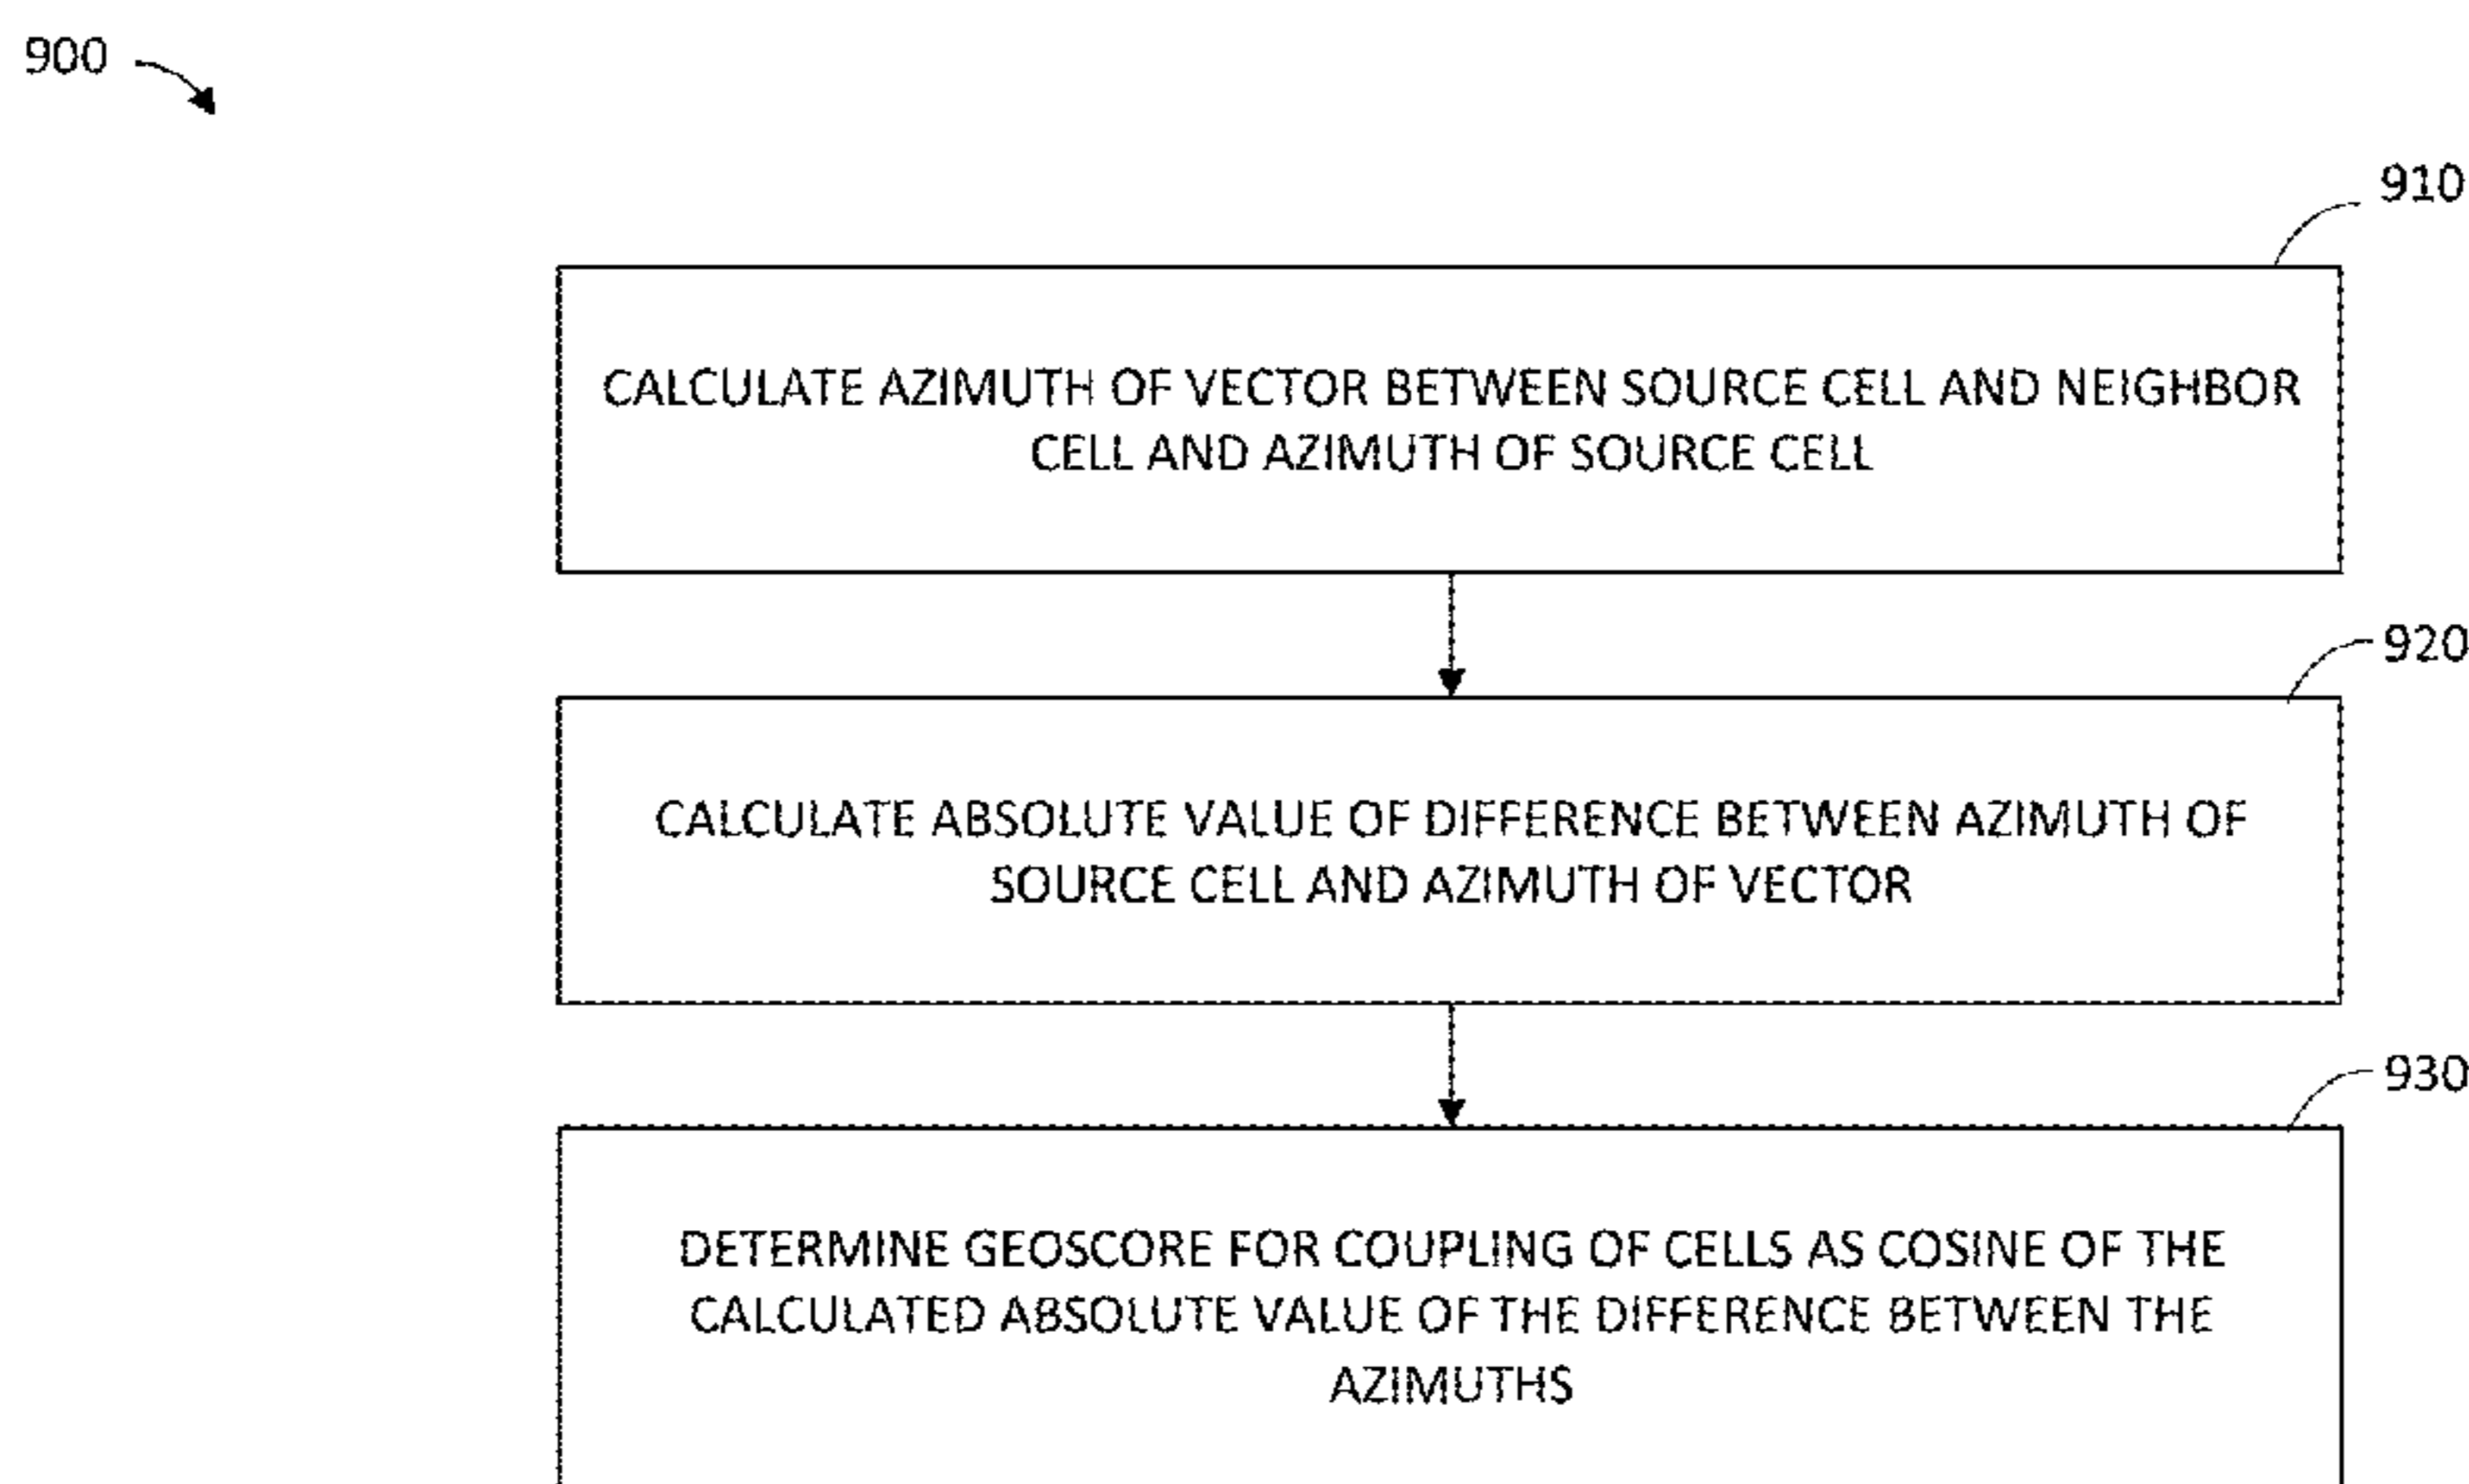 900
910
CALCULATE AZIMUTH OF VECTOR BETWEEN SOURCE CELL AND NEIGHBOR
CELL AND AZIMUTH OF SOURCE CELL
920
CALCULATE ABSOLUTE VALUE OF DIFFERENCE BETWEEN AZIMUTH OF
SOURCE CELL AND AZIMUTH OF VECTOR
930
DETERMINE GEOSCORE FOR COUPLING OF CELLS AS COSINE OF THE
CALCULATED ABSOLUTE VALUE OF THE DIFFERENCE BETWEEN THE
AZIMUTHS